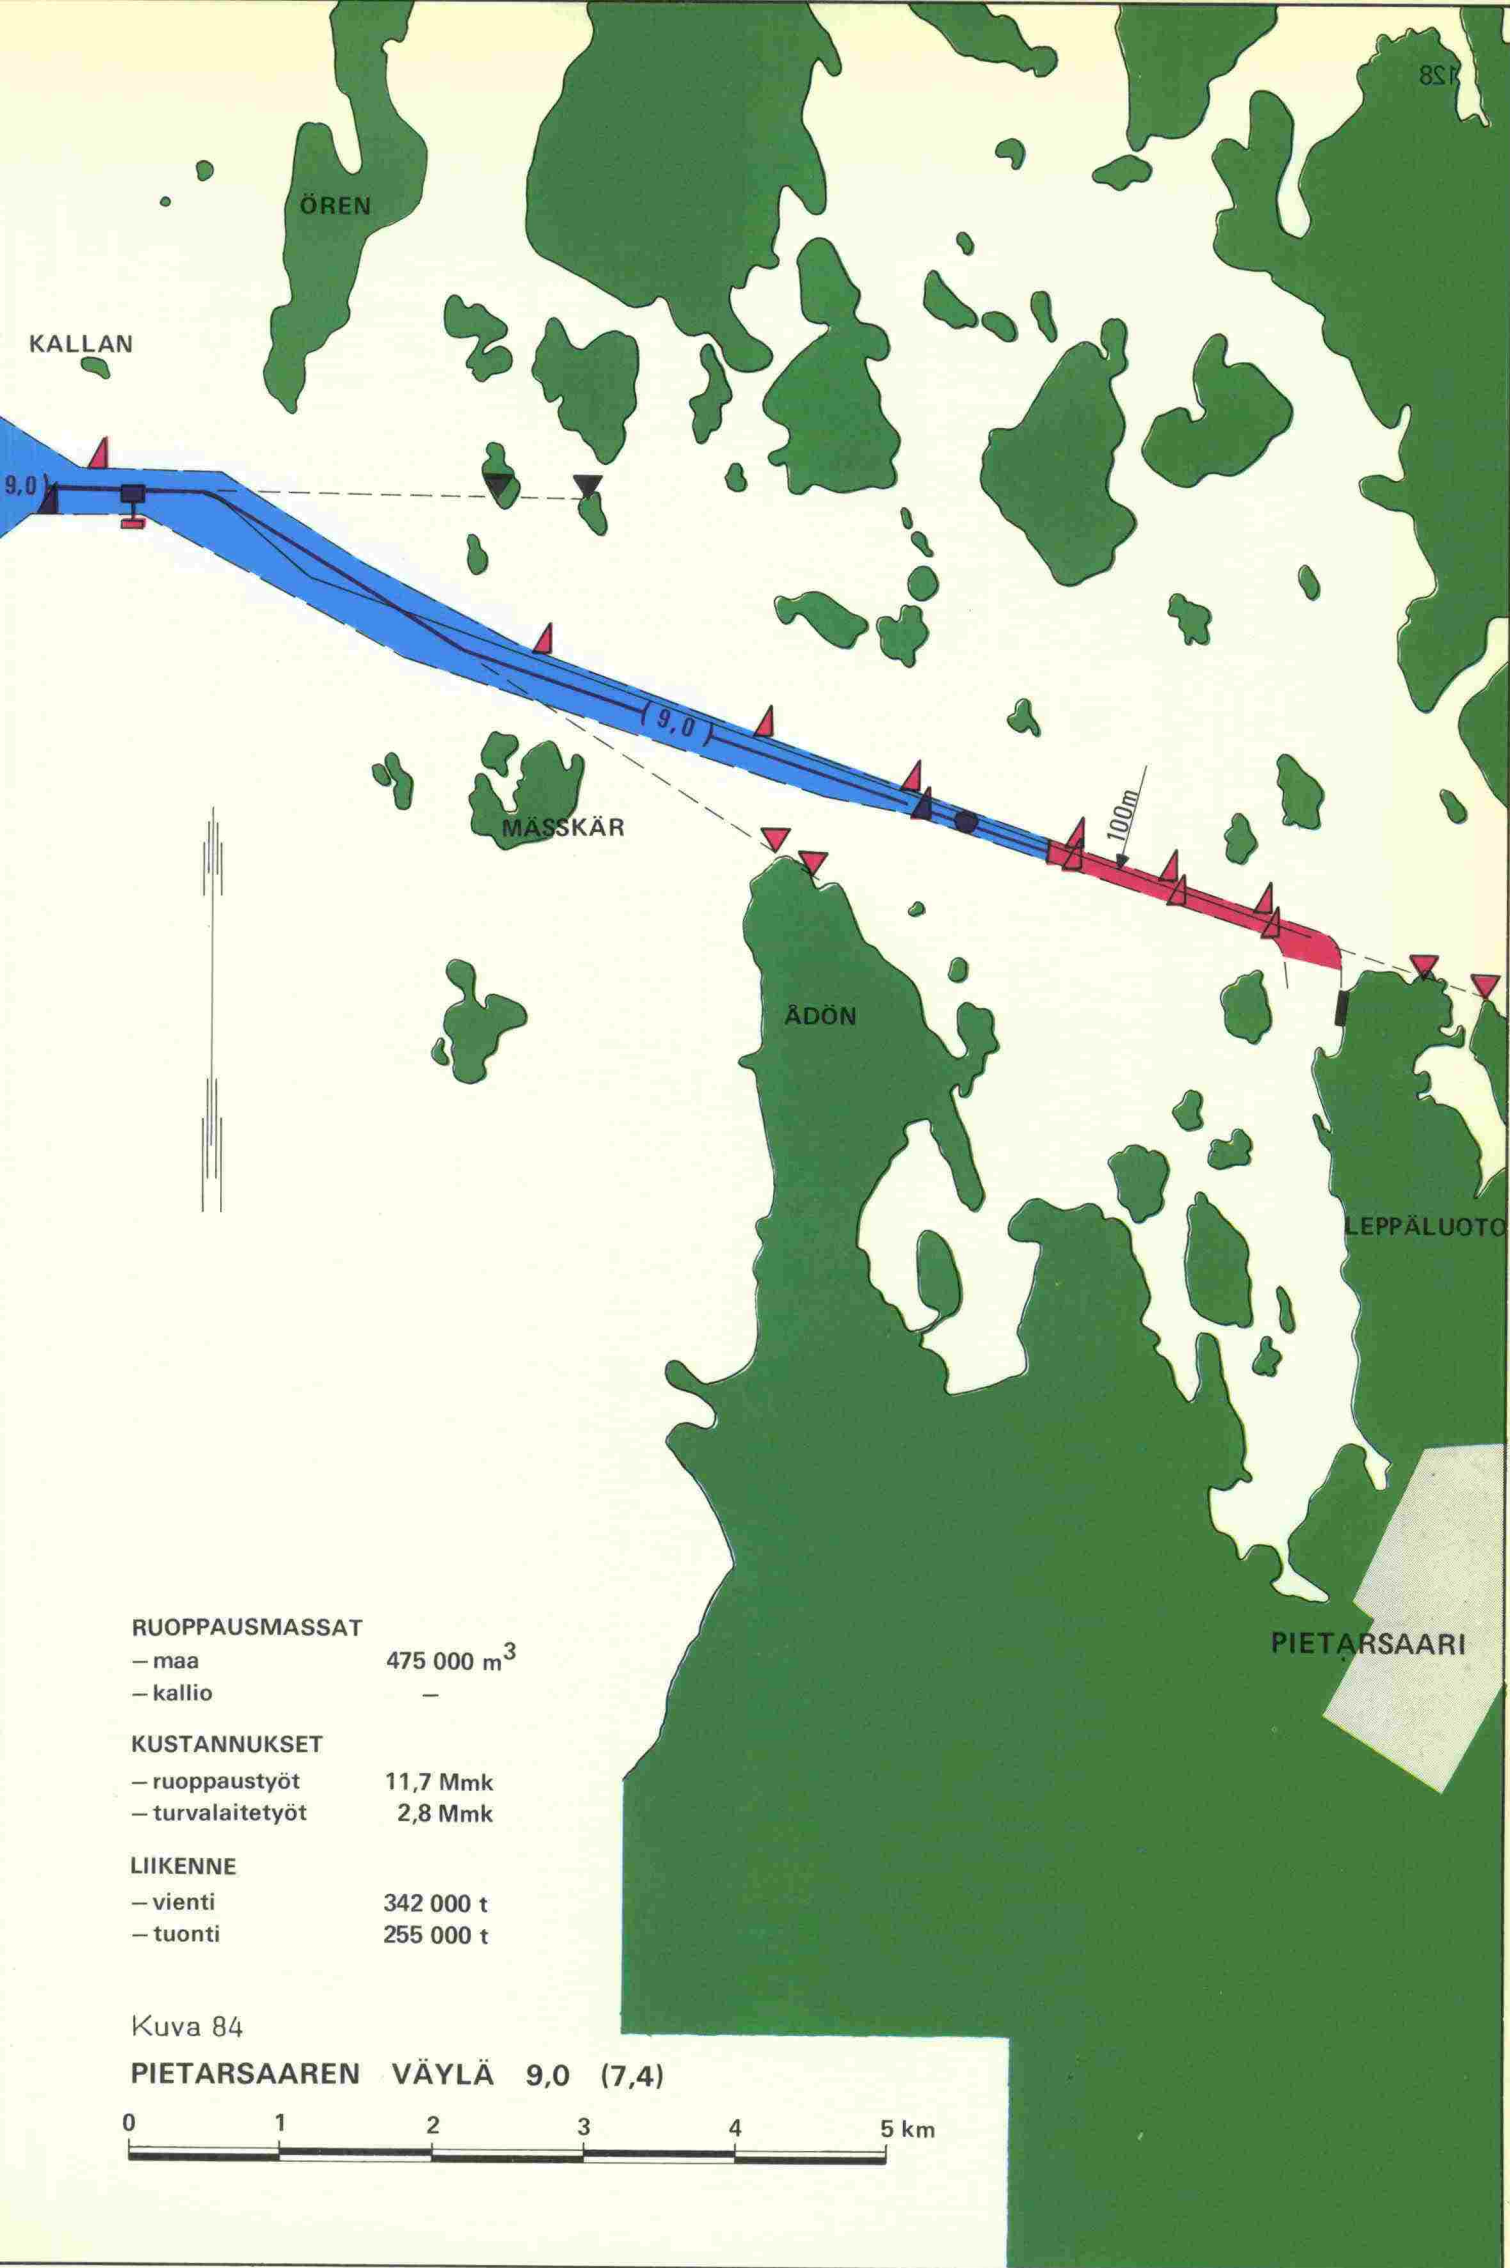 128
ÖREN
KALLAN
9,0
9,0
100m
MÄSSKÄR
ÅDÖN
LEPPÄLUOTO
PIETARSAARI
RUOPPAUSMASSAT
– maa 475 000 m³
– kallio –
KUSTANNUKSET
– ruoppaustyöt 11,7 Mmk
– turvalaitetyöt 2,8 Mmk
LIIKENNE
– vienti 342 000 t
– tuonti 255 000 t
Kuva 84
PIETARSAAREN VÄYLÄ 9,0 (7,4)
0 1 2 3 4 5 km